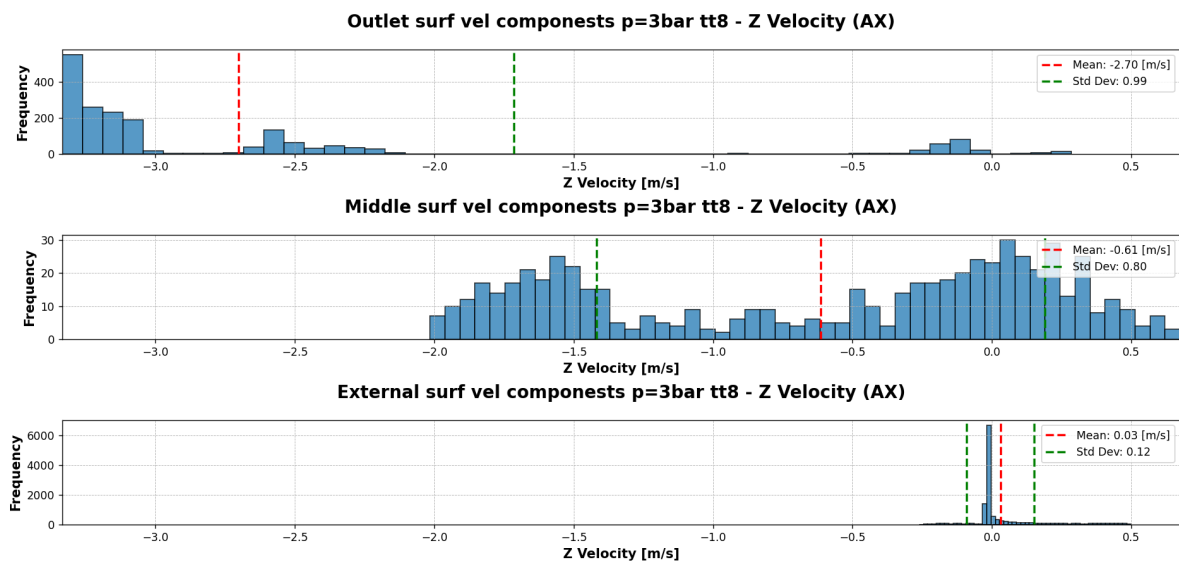 Outlet surf vel componests p=3bar tt8 - Z Velocity (AX)
Frequency
400
200
0
Mean: -2.70 [m/s]
Std Dev: 0.99
−3.0 −2.5 −2.0 −1.5 −1.0 −0.5 0.0 0.5
Z Velocity [m/s]
Middle surf vel componests p=3bar tt8 - Z Velocity (AX)
Frequency
30
20
10
0
Mean: -0.61 [m/s]
Std Dev: 0.80
−3.0 −2.5 −2.0 −1.5 −1.0 −0.5 0.0 0.5
Z Velocity [m/s]
External surf vel componests p=3bar tt8 - Z Velocity (AX)
Frequency
6000
4000
2000
0
Mean: 0.03 [m/s]
Std Dev: 0.12
−3.0 −2.5 −2.0 −1.5 −1.0 −0.5 0.0 0.5
Z Velocity [m/s]